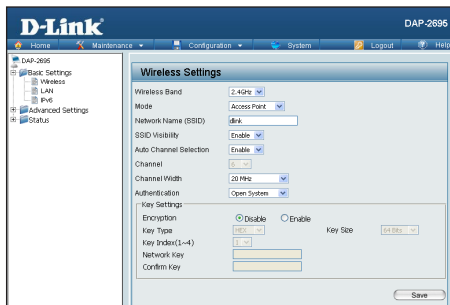 D-Link
DAP-2695
Home Maintenance Configuration System Logout Help
DAP-2695
Basic Settings
Wireless
LAN
IPv6
Advanced Settings
Status
Wireless Settings
Wireless Band 2.4GHz
Mode Access Point
Network Name (SSID) dlink
SSID Visibility Enable
Auto Channel Selection Enable
Channel 6
Channel Width 20 MHz
Authentication Open System
Key Settings
Encryption Disable Enable
Key Type HEX Key Size 64 Bits
Key Index(1~4) 1
Network Key
Confirm Key
Save